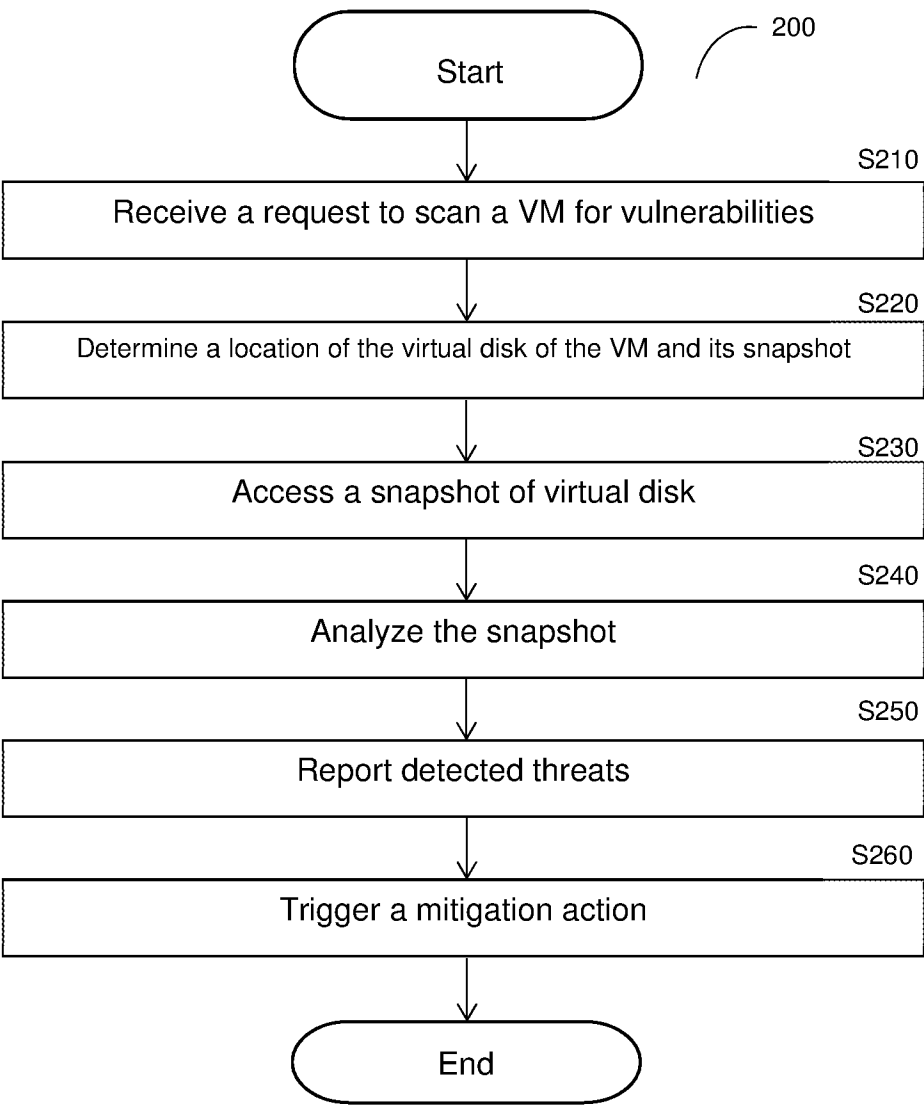 Start
200
S210
Receive a request to scan a VM for vulnerabilities
S220
Determine a location of the virtual disk of the VM and its snapshot
S230
Access a snapshot of virtual disk
S240
Analyze the snapshot
S250
Report detected threats
S260
Trigger a mitigation action
End